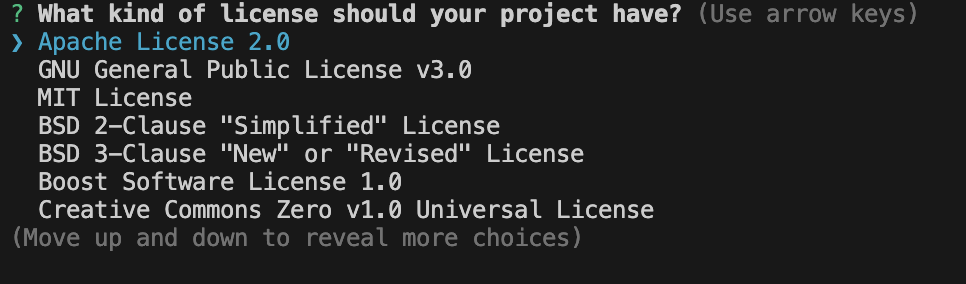 ? What kind of license should your project have? (Use arrow keys)
❯ Apache License 2.0
GNU General Public License v3.0
MIT License
BSD 2-Clause "Simplified" License
BSD 3-Clause "New" or "Revised" License
Boost Software License 1.0
Creative Commons Zero v1.0 Universal License
(Move up and down to reveal more choices)